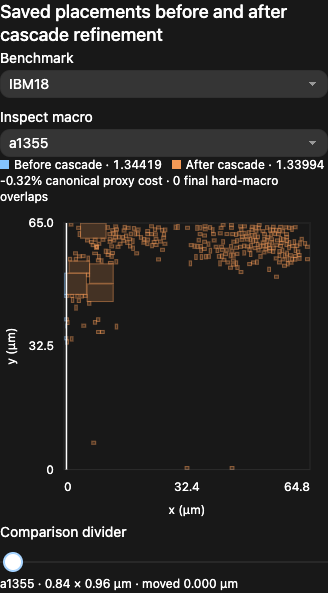 Saved placements before and after
cascade refinement
Benchmark
IBM18
Inspect macro
a1355
Before cascade · 1.34419 After cascade · 1.33994
-0.32% canonical proxy cost · 0 final hard-macro
overlaps
65.0
y (μm)
32.5
0
0 32.4 64.8
x (μm)
Comparison divider
a1355 · 0.84 × 0.96 μm · moved 0.000 μm